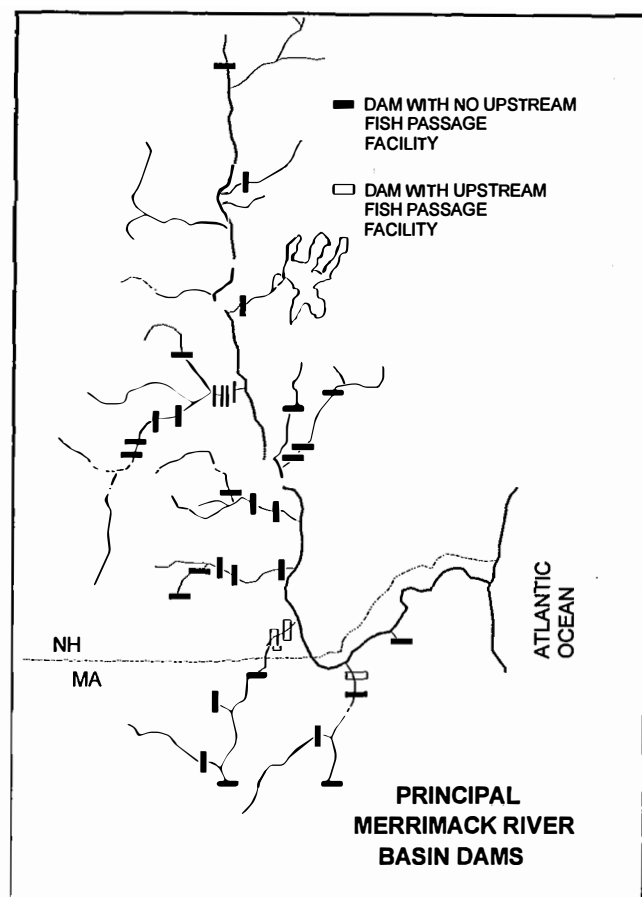 DAM WITH NO UPSTREAM
FISH PASSAGE
FACILITY
DAM WITH UPSTREAM
FISH PASSAGE
FACILITY
ATLANTIC
OCEAN
NH
MA
PRINCIPAL
MERRIMACK RIVER
BASIN DAMS